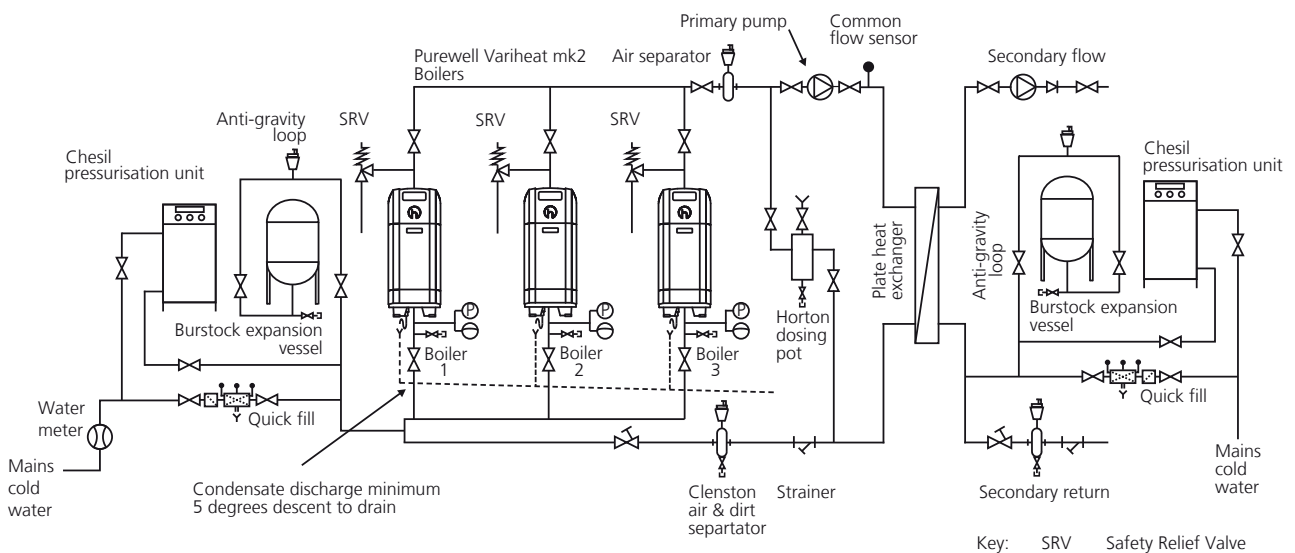 Primary pump
Common
flow sensor
Purewell Variheat mk2
Boilers
Air separator
Secondary flow
Anti-gravity
loop
SRV
SRV
SRV
Chesil
pressurisation unit
Chesil
pressurisation unit
Plate heat
exchanger
Anti-gravity
loop
Burstock expansion
vessel
Horton
dosing
pot
Burstock expansion
vessel
P
P
P
Boiler
1
Boiler
2
Boiler
3
Water
meter
Quick fill
Quick fill
Mains
cold
water
Condensate discharge minimum
5 degrees descent to drain
Clenston
air & dirt
separtator
Strainer
Secondary return
Mains
cold
water
Key: SRV Safety Relief Valve